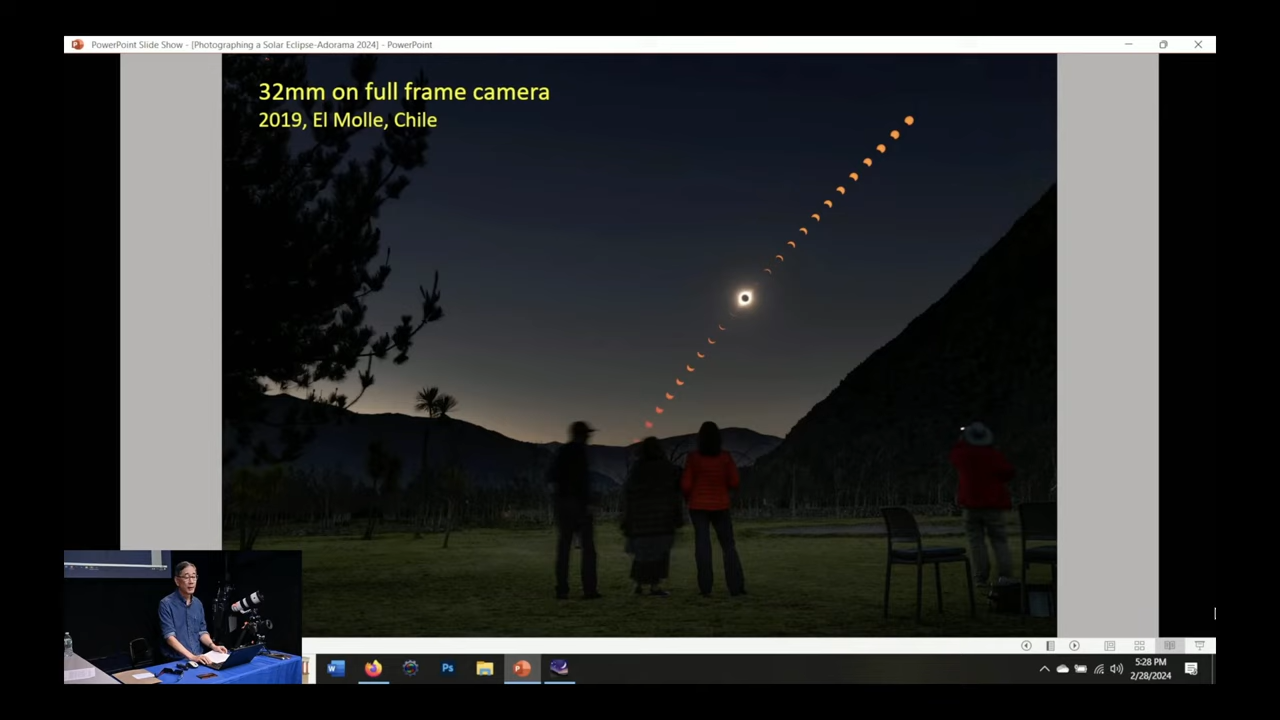 PowerPoint Slide Show - [Photographing a Solar Eclipse-Adorama 2024] - PowerPoint
32mm on full frame camera
2019, El Molle, Chile
W
Ps
P
5:28 PM
2/28/2024